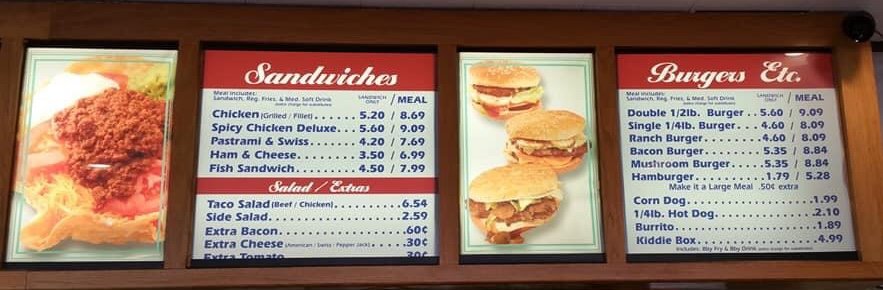 Sandwiches
Meal Includes:
Sandwich, Reg. Fries, & Med. Soft Drink
SANDWICH ONLY / MEAL
Chicken (Grilled / Fillet) . . . . . 5.20 / 8.69
Spicy Chicken Deluxe. . . 5.60 / 9.09
Pastrami & Swiss. . . . . . . 4.20 / 7.69
Ham & Cheese. . . . . . . . . 3.50 / 6.99
Fish Sandwich . . . . . . . . . 4.50 / 7.99
Salad / Extras
Taco Salad (Beef / Chicken). . . . . . . . . . . 6.54
Side Salad. . . . . . . . . . . . . . . . . . 2.59
Extra Bacon. . . . . . . . . . . . . . . . 60¢
Extra Cheese (American / Swiss / Pepper Jack). . . . . 30¢
Extra Tomato 30¢
Burgers Etc.
Meal Includes:
Sandwich, Reg. Fries, & Med. Soft Drink
SANDWICH ONLY / MEAL
Double 1/2lb. Burger . . 5.60 / 9.09
Single 1/4lb. Burger. . . 4.60 / 8.09
Ranch Burger. . . . . . . . . 4.60 / 8.09
Bacon Burger. . . . . . . . . 5.35 / 8.84
Mushroom Burger. . . . . 5.35 / 8.84
Hamburger. . . . . . . . . . . 1.79 / 5.28
Make it a Large Meal .50¢ extra
Corn Dog. . . . . . . . . . . . . . . . . . .1.99
1/4lb. Hot Dog. . . . . . . . . . . . . . 2.10
Burrito. . . . . . . . . . . . . . . . . . . . .1.89
Kiddie Box. . . . . . . . . . . . . . . . . .4.99
Includes: Bby Fry & Bby Drink